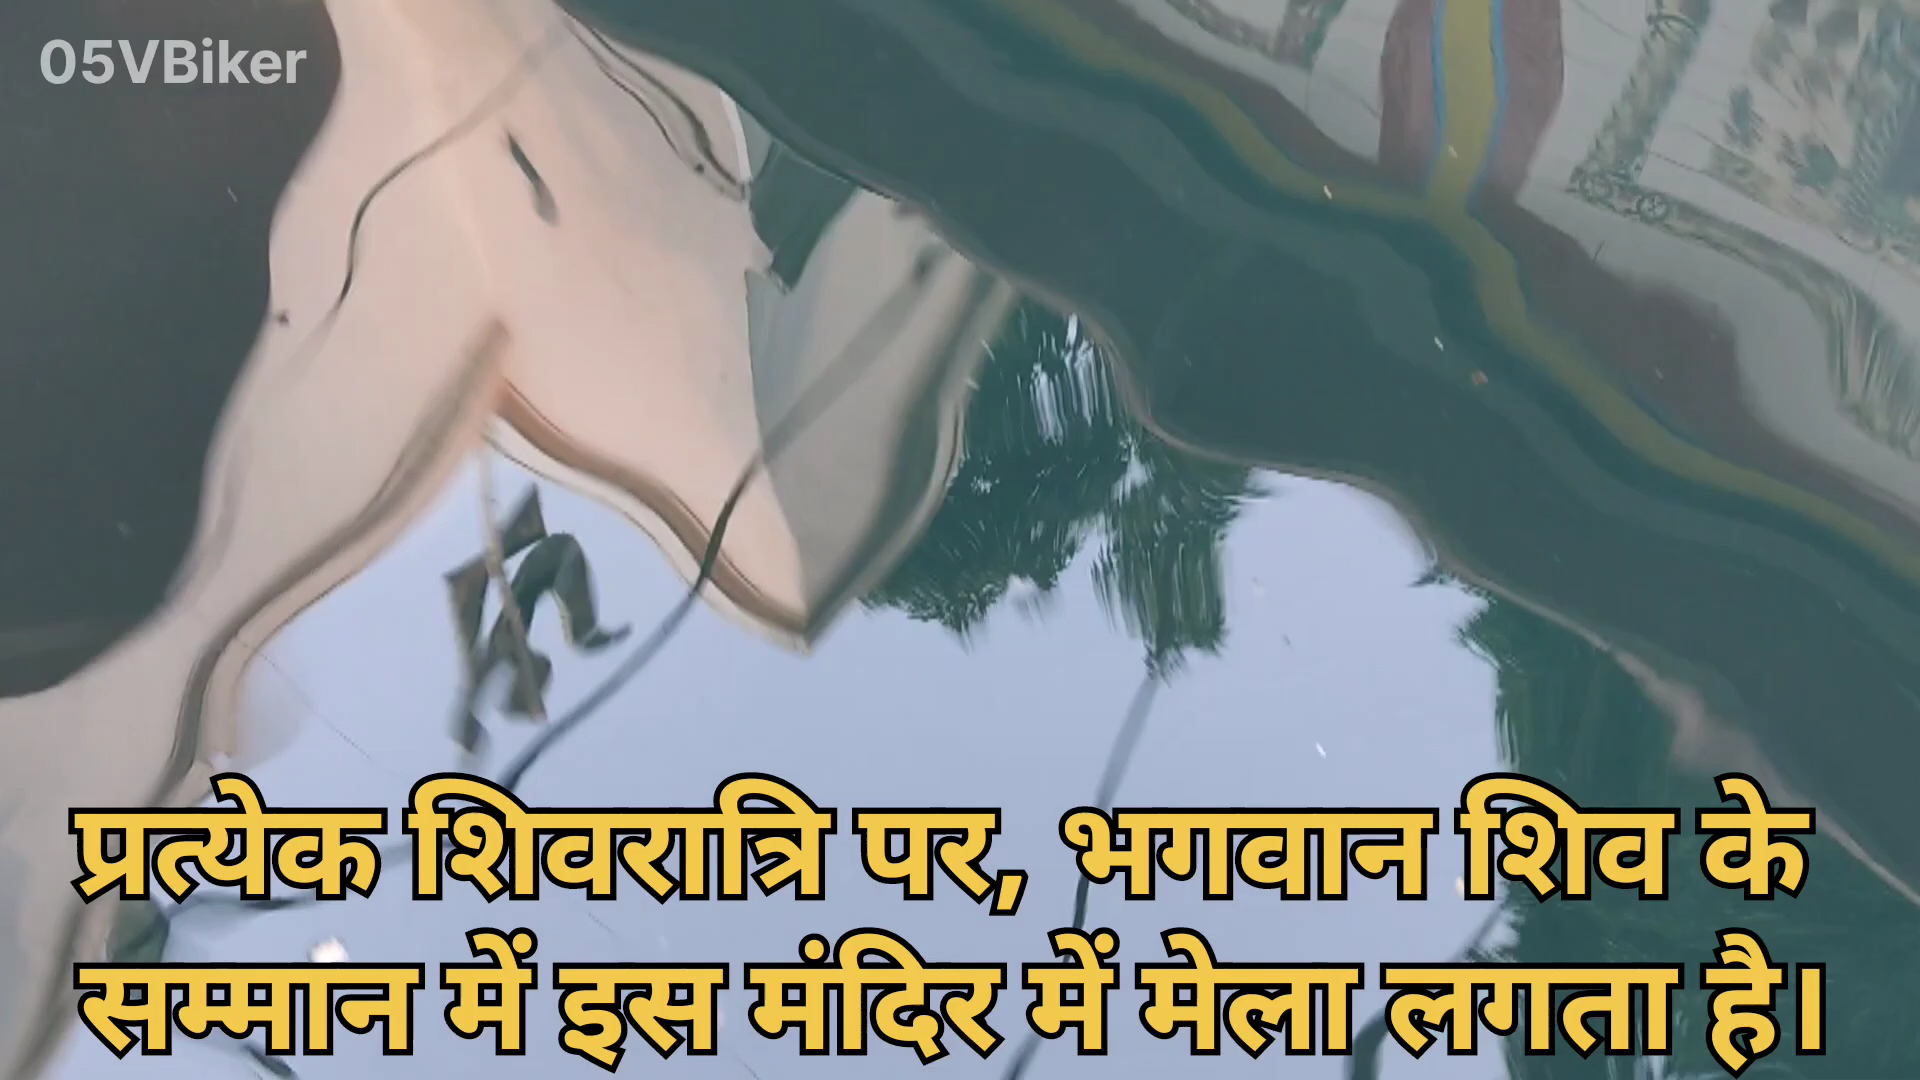 05VBiker
प्रत्येक शिवरात्रि पर, भगवान शिव के
सम्मान में इस मंदिर में मेला लगता है।